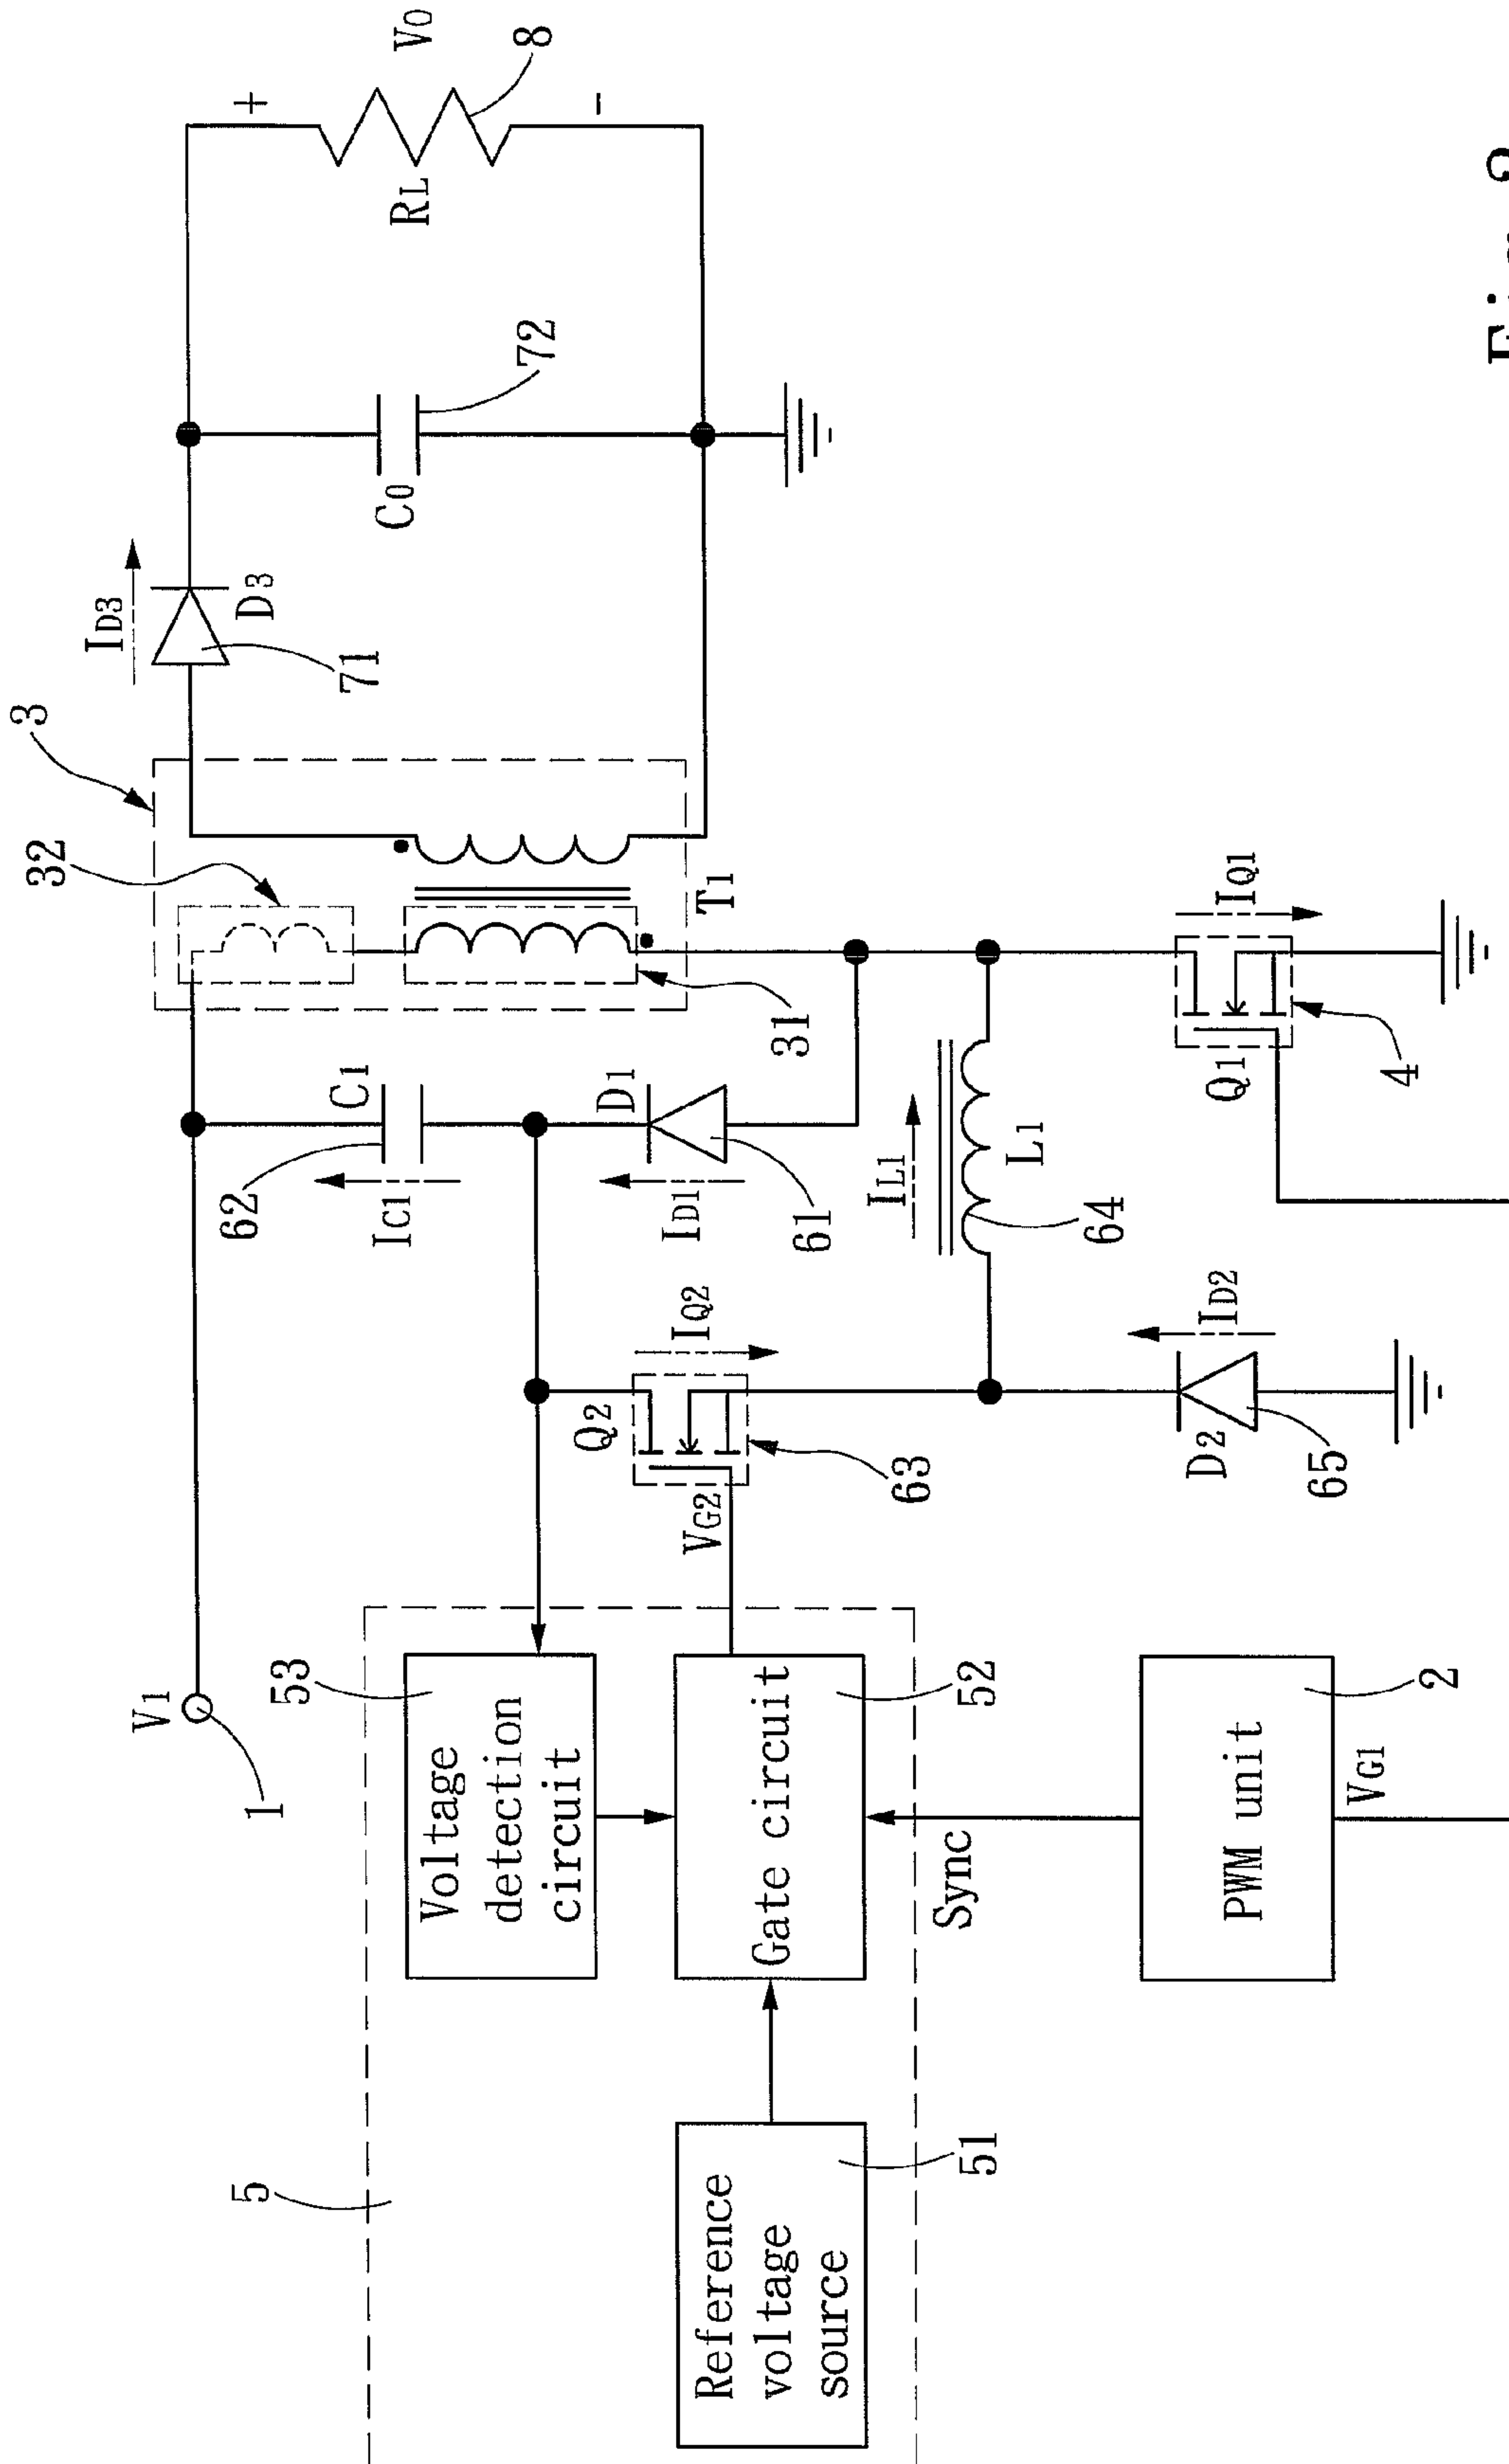 V1
1
5
Voltage
detection
circuit
53
Gate circuit
52
Reference
voltage
source
51
Sync
PWM unit
2
VG1
VG2
Q2
63
IQ2
D2
65
ID2
62
C1
IC1
D1
ID1
61
IL1
L1
64
Q1
4
IQ1
32
3
31
T1
ID3
D3
71
C0
72
RL
8
+
V0
-